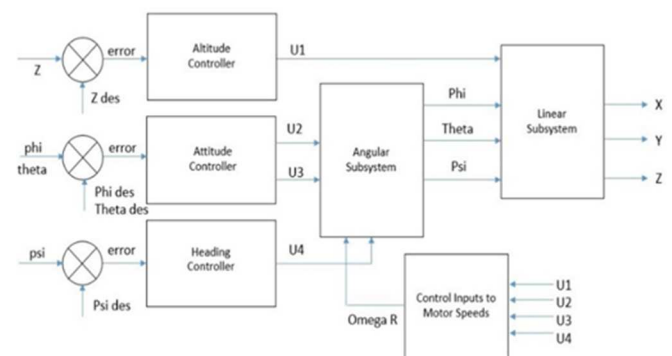 Z
Z des
error
Altitude
Controller
U1
phi
theta
Phi des
Theta des
error
Attitude
Controller
U2
U3
psi
Psi des
error
Heading
Controller
U4
Angular
Subsystem
Phi
Theta
Psi
Linear
Subsystem
X
Y
Z
Omega R
Control Inputs to
Motor Speeds
U1
U2
U3
U4